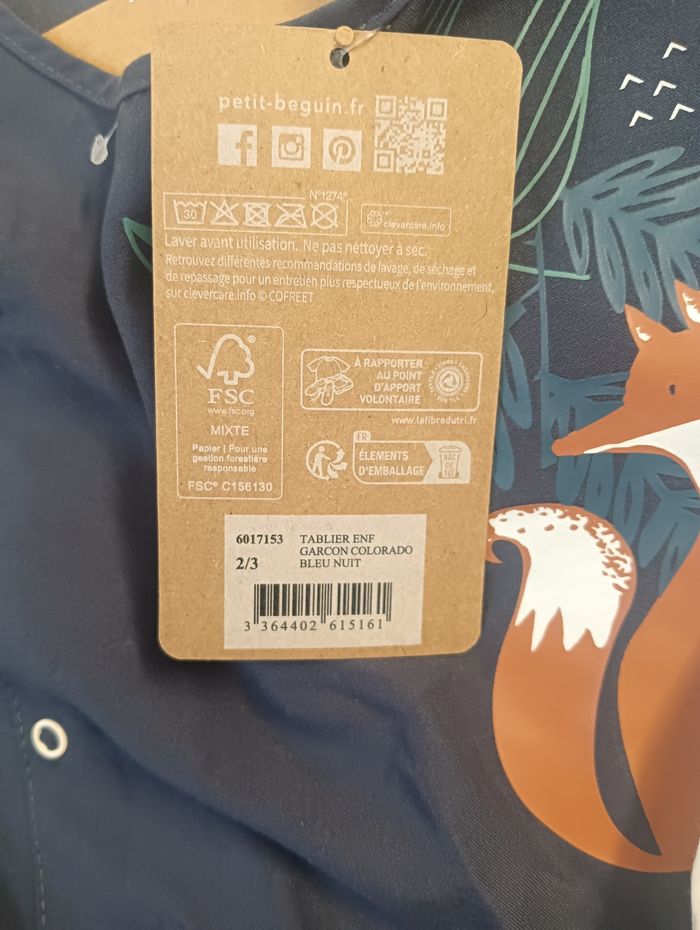 petit-beguin.fr
N°1274*
30
clevercare.info
Laver avant utilisation. Ne pas nettoyer à sec.
Retrouvez différentes recommandations de lavage, de séchage et
de repassage pour un entretien plus respectueux de l'environnement,
sur clevercare.info © COFREET
FSC
www.fsc.org
MIXTE
Papier | Pour une
gestion forestière
responsable
FSC® C156130
À RAPPORTER
AU POINT
D'APPORT
VOLONTAIRE
www.lafibredutri.fr
FR
ÉLÉMENTS
D'EMBALLAGE
BAC
DE
TRI
6017153
2/3
TABLIER ENF
GARCON COLORADO
BLEU NUIT
3 364402 615161